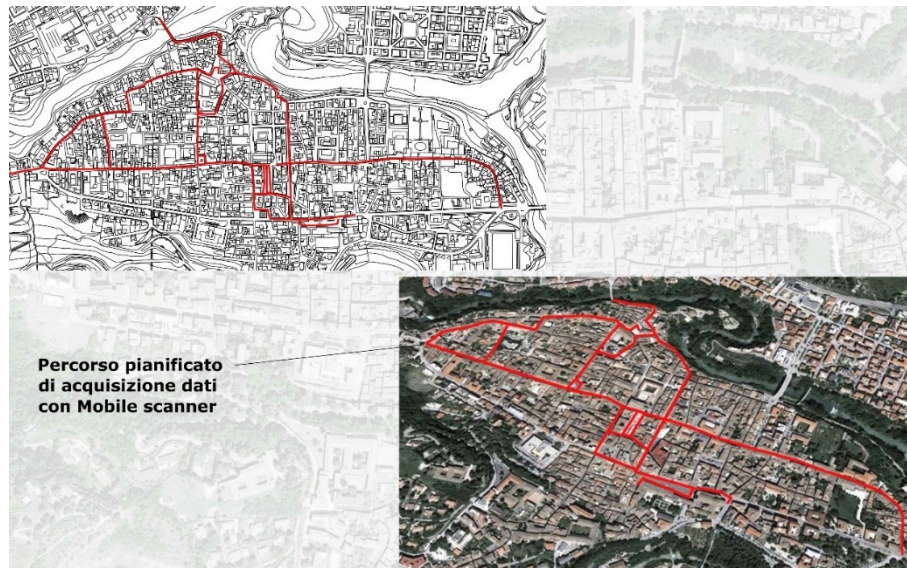 Percorso pianificato
di acquisizione dati
con Mobile scanner